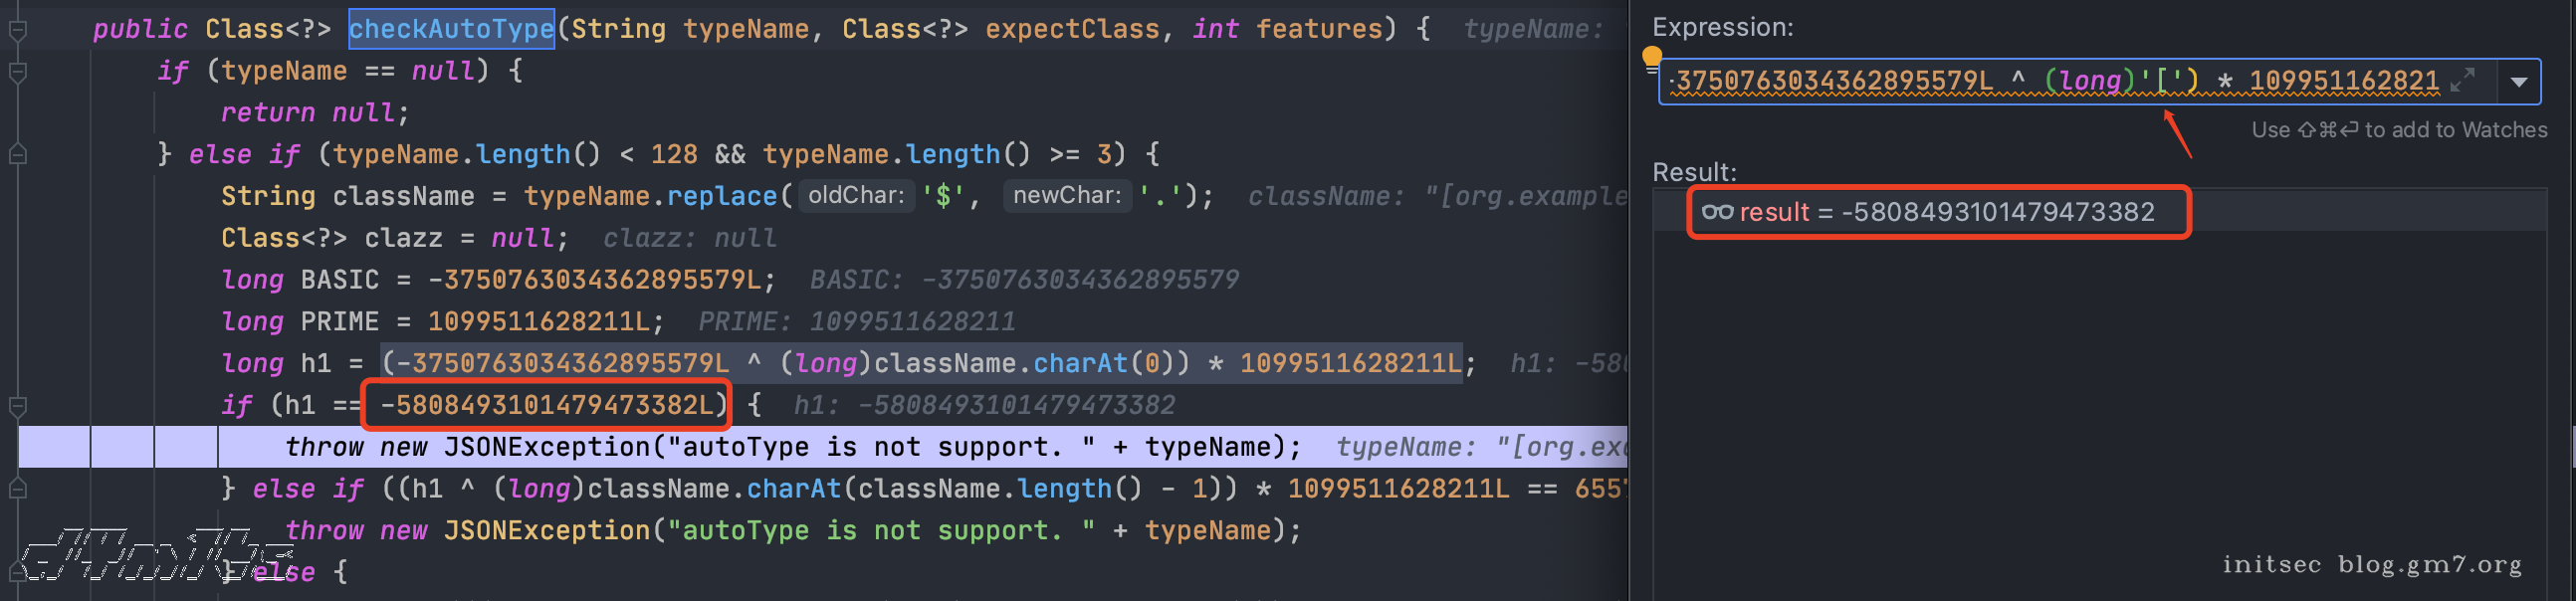 public Class<?> checkAutoType(String typeName, Class<?> expectClass, int features) { typeName:
if (typeName == null) {
return null;
} else if (typeName.length() < 128 && typeName.length() >= 3) {
String className = typeName.replace( oldChar: '$', newChar: '.'); className: "[org.example
Class<?> clazz = null; clazz: null
long BASIC = -3750763034362895579L; BASIC: -3750763034362895579
long PRIME = 1099511628211L; PRIME: 1099511628211
long h1 = (-3750763034362895579L ^ (long)className.charAt(0)) * 1099511628211L; h1: -580
if (h1 == -5808493101479473382L) { h1: -5808493101479473382
throw new JSONException("autoType is not support. " + typeName); typeName: "[org.exa
} else if ((h1 ^ (long)className.charAt(className.length() - 1)) * 1099511628211L == 655
throw new JSONException("autoType is not support. " + typeName);
} else {
Expression:
-3750763034362895579L ^ (long)'[') * 109951162821
Use ⇧⌘↩ to add to Watches
Result:
result = -5808493101479473382
initsec blog.gm7.org